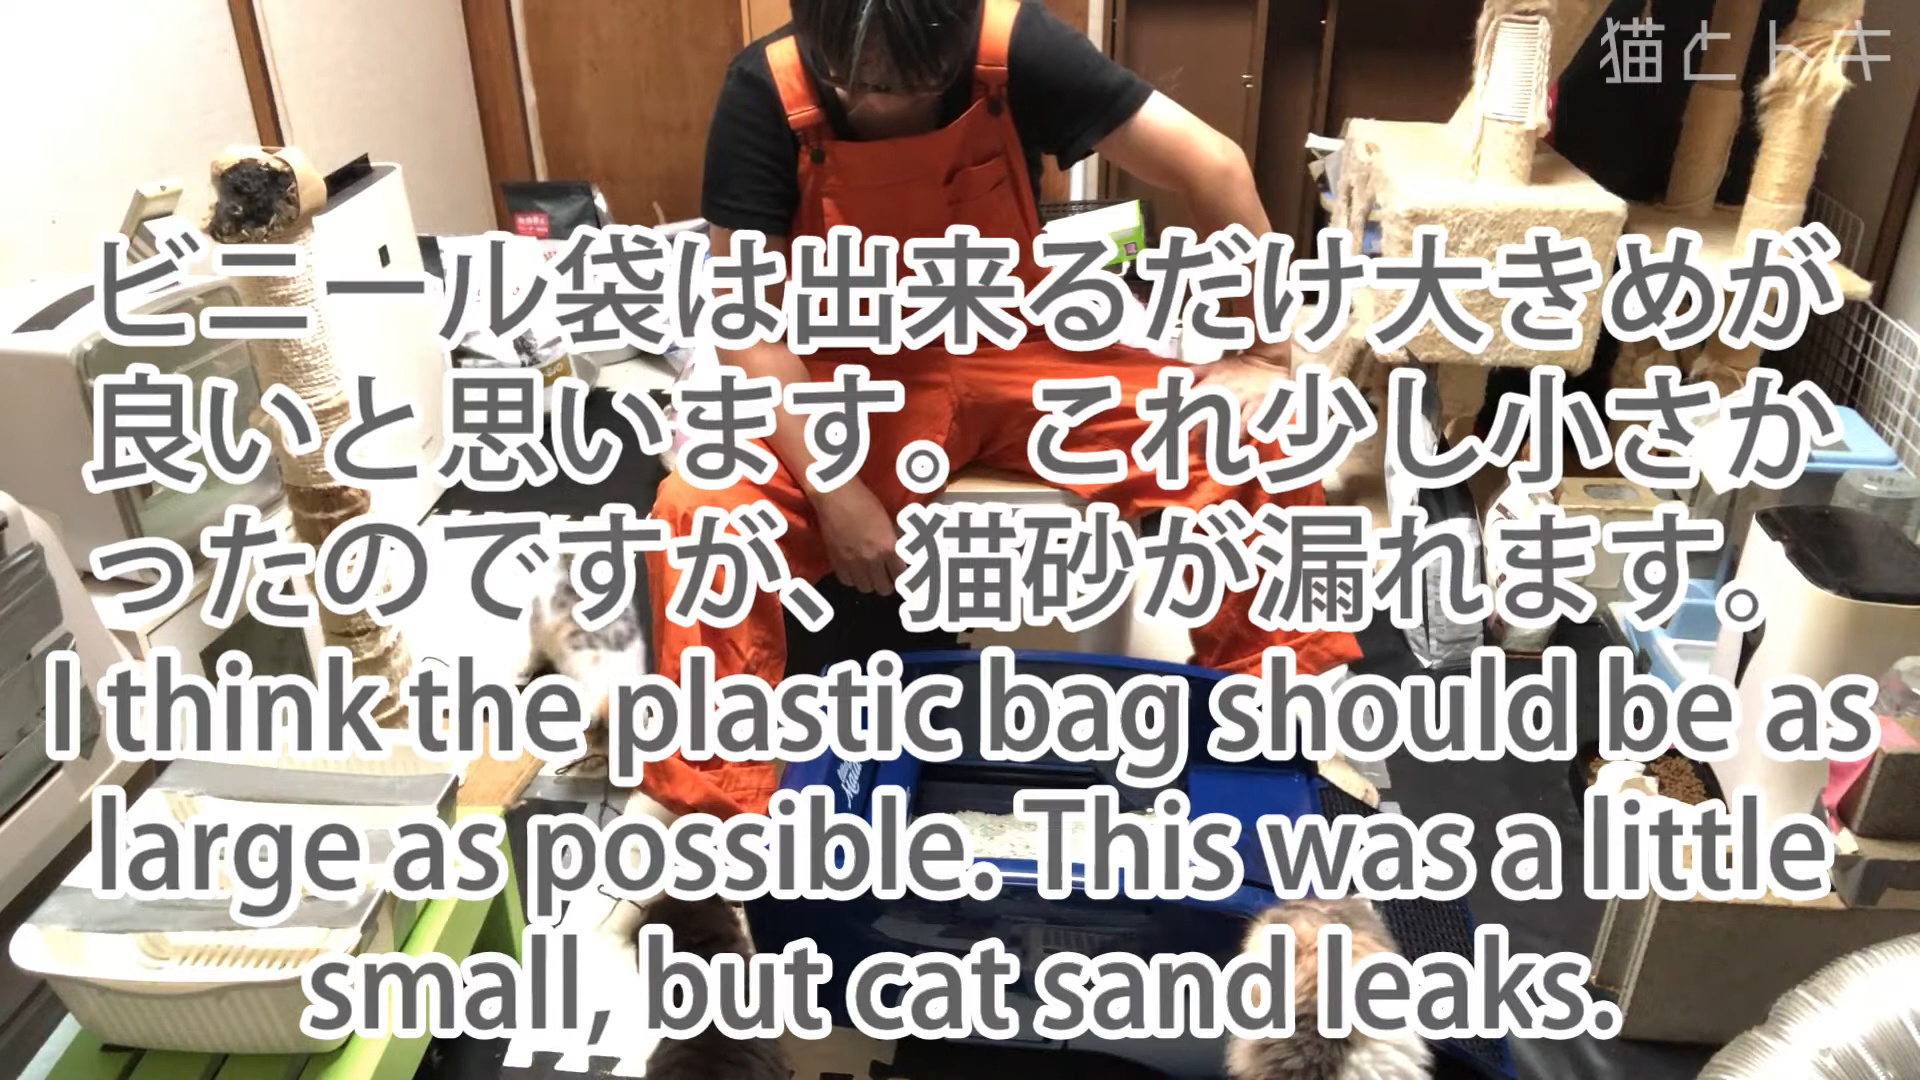 猫とトキ
ビニール袋は出来るだけ大きめが
良いと思います。これ少し小さか
ったのですが、猫砂が漏れます。
I think the plastic bag should be as
large as possible. This was a little
small, but cat sand leaks.